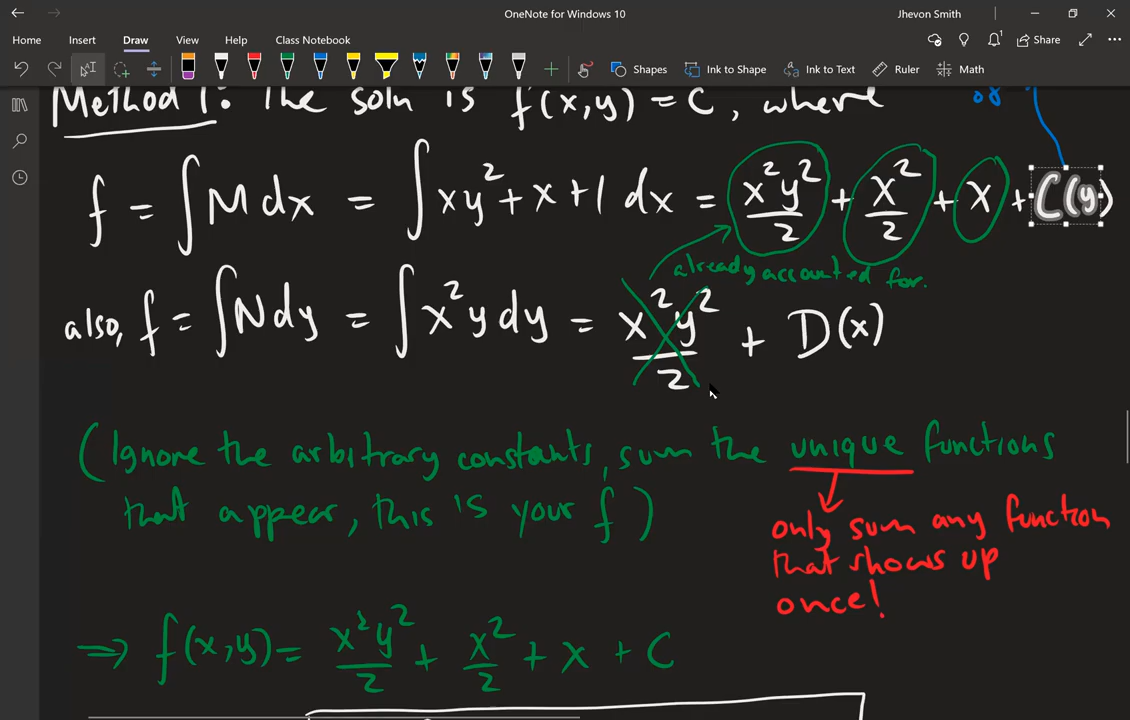 OneNote for Windows 10
Jhevon Smith
Home Insert Draw View Help Class Notebook
Share
Shapes Ink to Shape Ink to Text Ruler Math
Method 1: The soln is f(x,y) = C, where
f = ∫M dx = ∫xy² + x + 1 dx = x²y²/2 + x²/2 + x + C(y)
already accounted for.
also, f = ∫N dy = ∫x²y dy = x²y²/2 + D(x)
(Ignore the arbitrary constants, sum the unique functions
that appear, this is your f)
only sum any function
that shows up
once!
⇒ f(x,y) = x²y²/2 + x²/2 + x + C